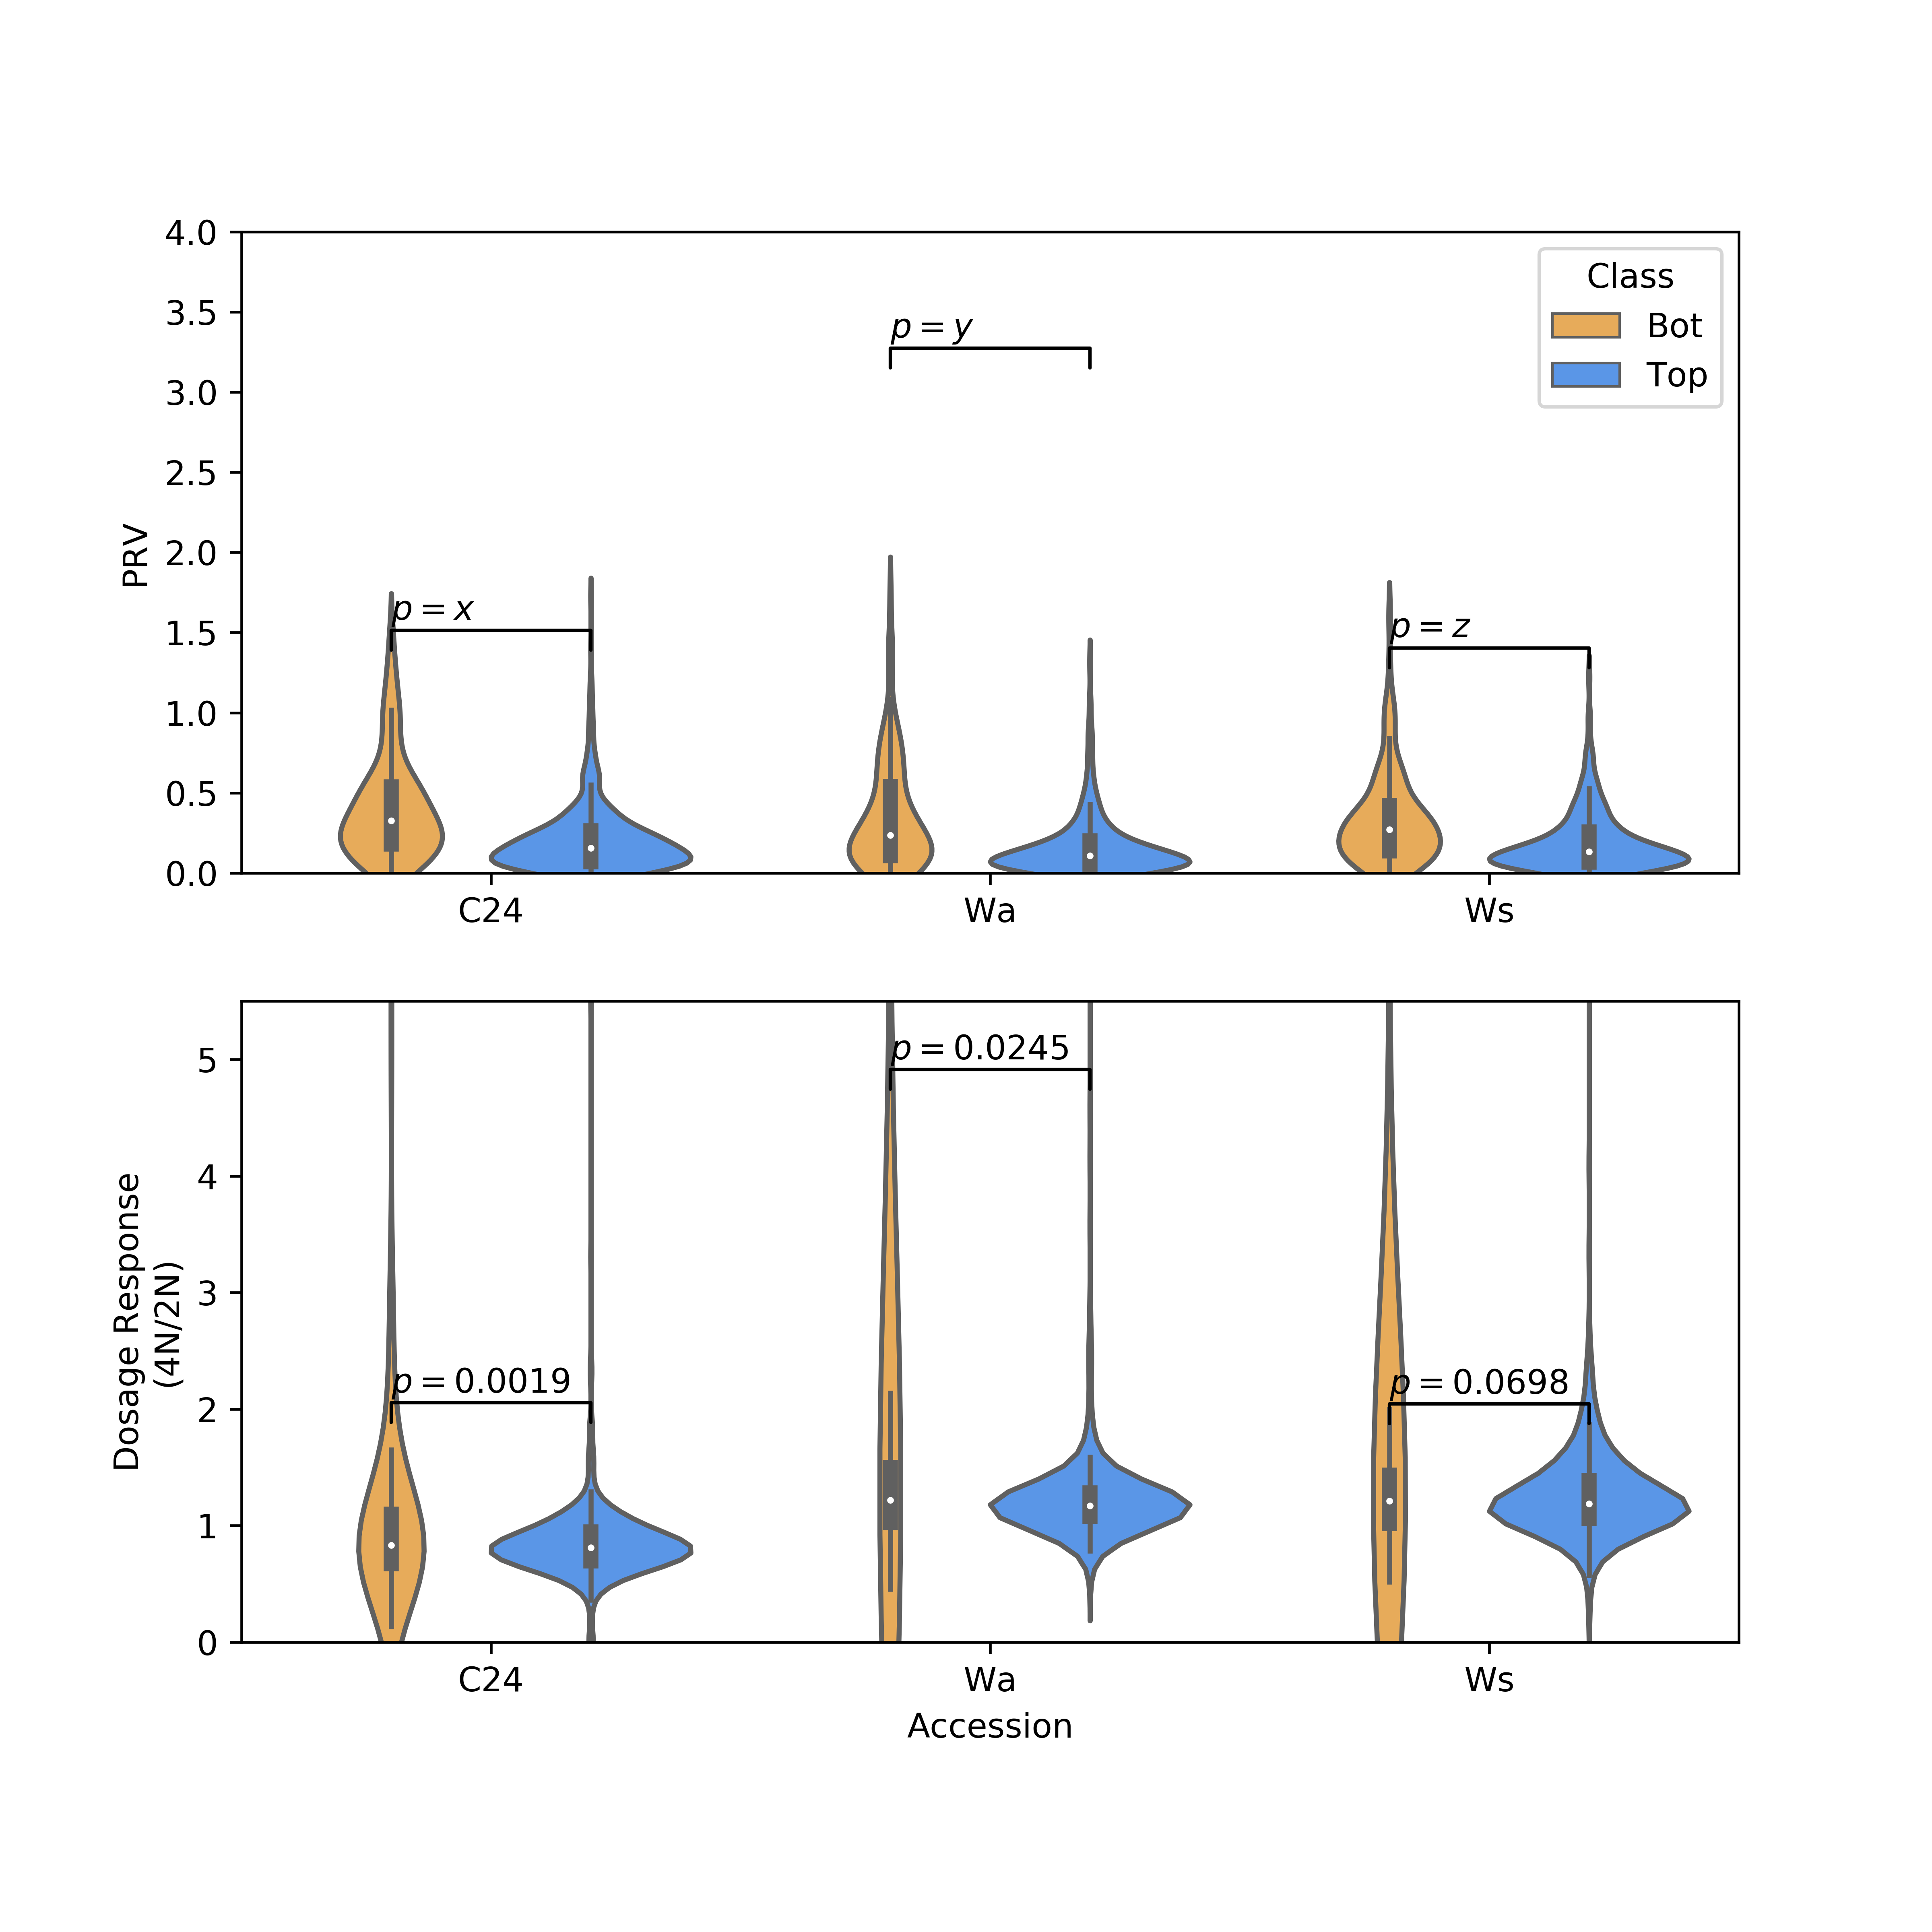 4.0
3.5
3.0
2.5
2.0
1.5
1.0
0.5
0.0
PRV
p = x
p = y
p = z
Class
Bot
Top
C24 Wa Ws
5
4
3
2
1
0
Dosage Response
(4N/2N)
p = 0.0019
p = 0.0245
p = 0.0698
C24 Wa Ws
Accession